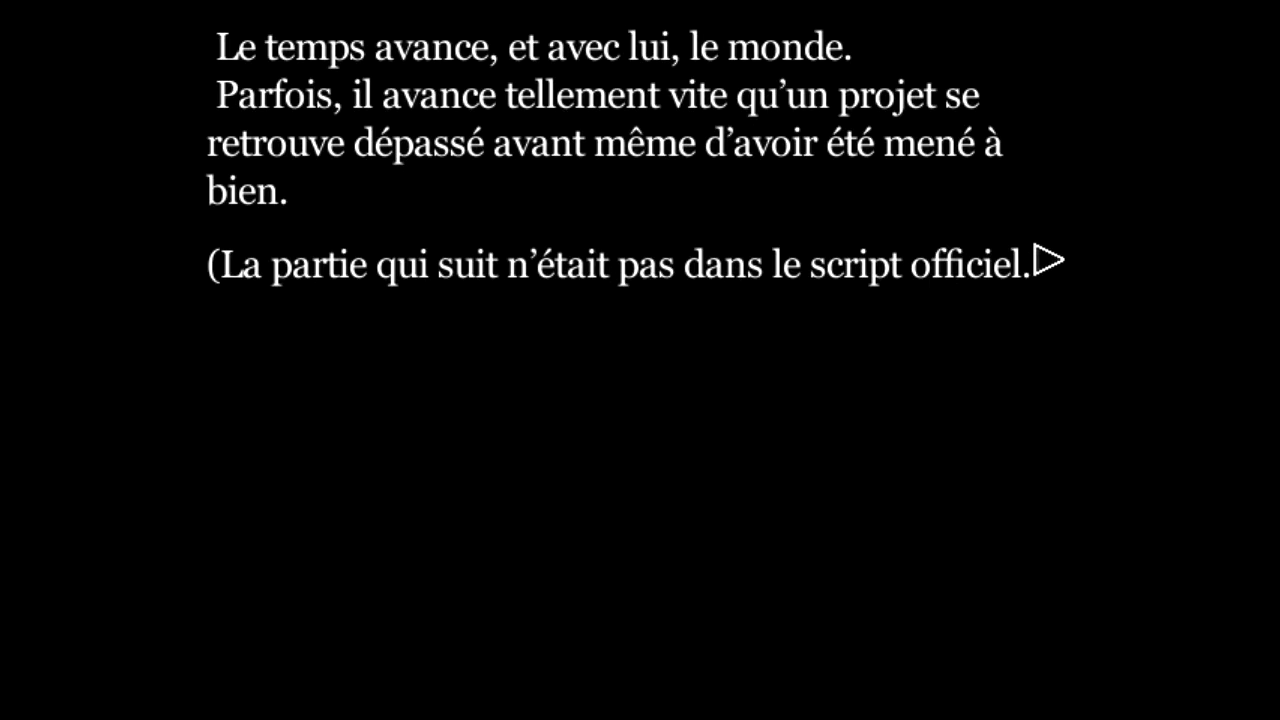 Le temps avance, et avec lui, le monde.
Parfois, il avance tellement vite qu’un projet se
retrouve dépassé avant même d’avoir été mené à
bien.
(La partie qui suit n’était pas dans le script officiel.